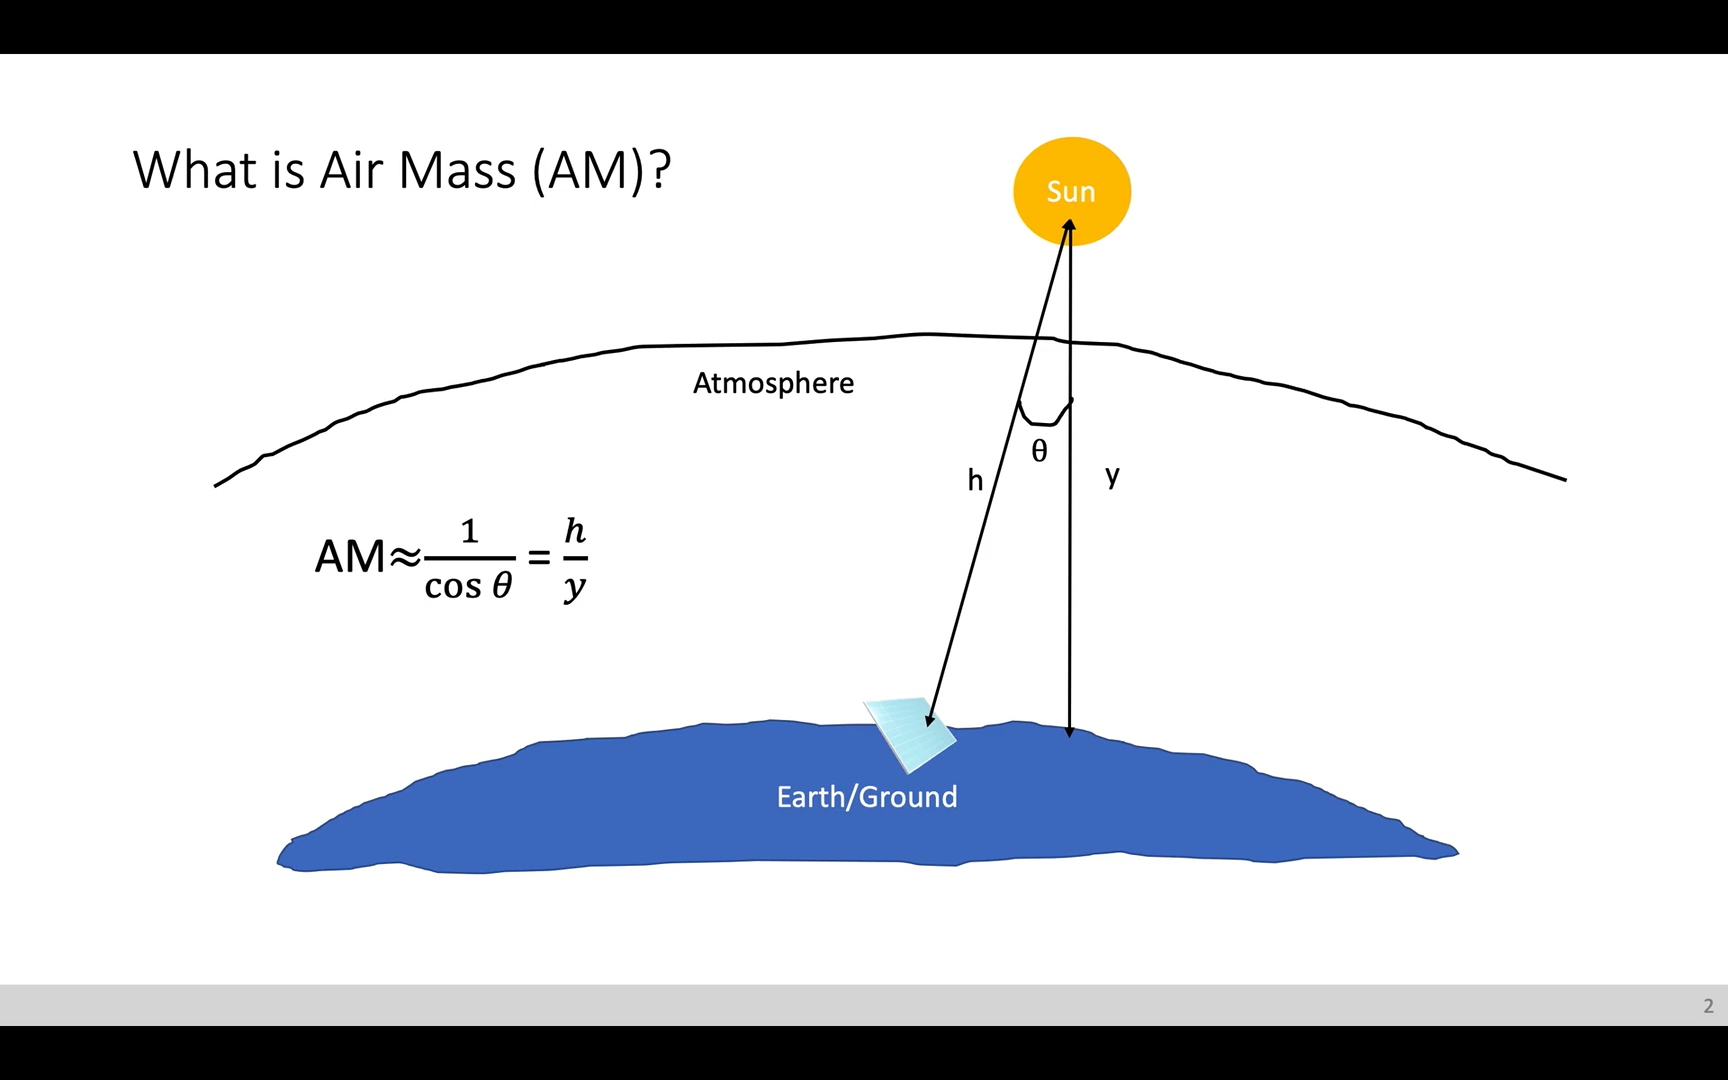 What is Air Mass (AM)?
Sun
Atmosphere
θ
h
y
AM≈1/cos θ = h/y
Earth/Ground
2